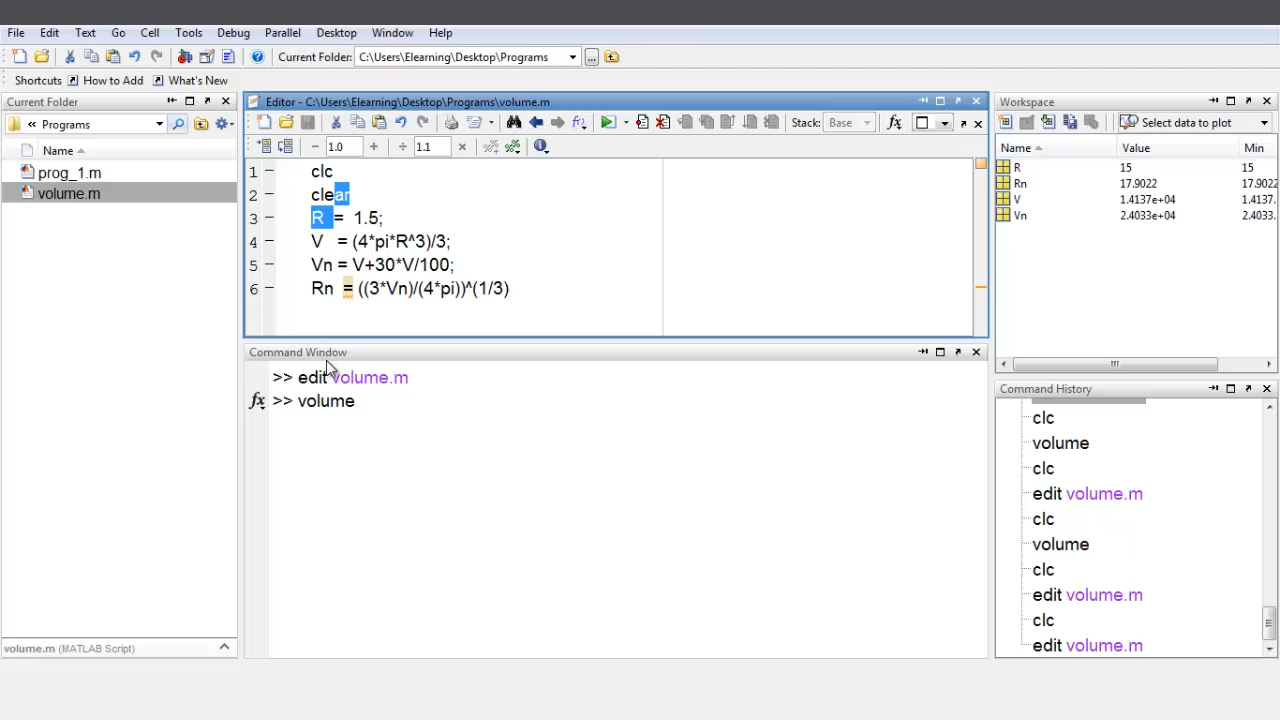 File Edit Text Go Cell Tools Debug Parallel Desktop Window Help
Current Folder: C:\Users\Elearning\Desktop\Programs
Shortcuts How to Add What's New
Current Folder
« Programs
Name
prog_1.m
volume.m
volume.m (MATLAB Script)
Editor - C:\Users\Elearning\Desktop\Programs\volume.m
Stack: Base fx
1.0 1.1
1 clc
2 clear
3 R = 1.5;
4 V = (4*pi*R^3)/3;
5 Vn = V+30*V/100;
6 Rn = ((3*Vn)/(4*pi))^(1/3)
Command Window
>> edit volume.m
fx >> volume
Workspace
Select data to plot
Name Value Min
R 15 15
Rn 17.9022 17.9022
V 1.4137e+04 1.4137.
Vn 2.4033e+04 2.4033.
Command History
clc
volume
clc
edit volume.m
clc
volume
clc
edit volume.m
clc
edit volume.m